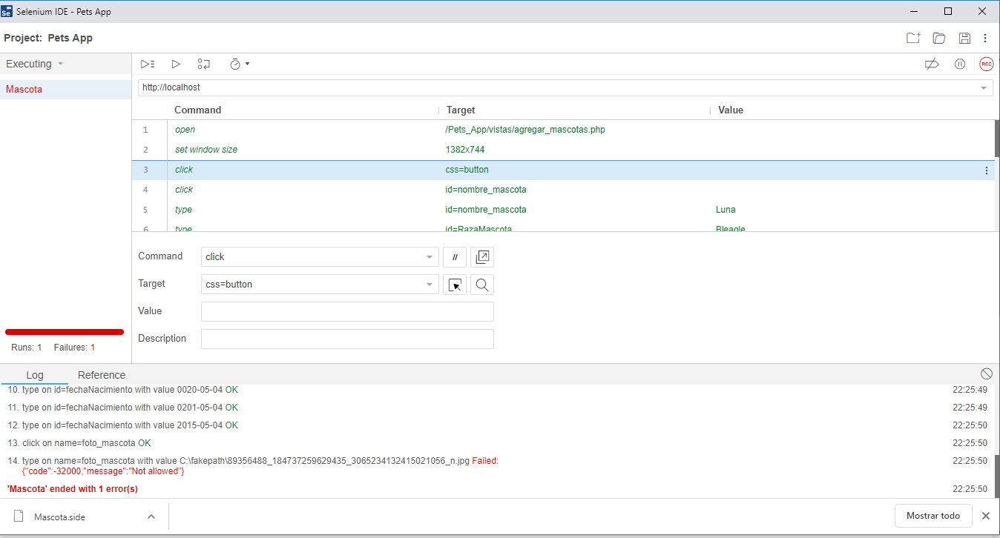 Se Selenium IDE - Pets App
Project: Pets App
Executing
Mascota
http://localhost
Command Target Value
1 open /Pets_App/vistas/agregar_mascotas.php
2 set window size 1382x744
3 click css=button
4 click id=nombre_mascota
5 type id=nombre_mascota Luna
6 type id=RazaMascota Bleagle
REC
Command click //
Target css=button
Value
Description
Runs: 1 Failures: 1
Log Reference
10. type on id=fechaNacimiento with value 0020-05-04 OK 22:25:49
11. type on id=fechaNacimiento with value 0201-05-04 OK 22:25:49
12. type on id=fechaNacimiento with value 2015-05-04 OK 22:25:50
13. click on name=foto_mascota OK 22:25:50
14. type on name=foto_mascota with value C:\fakepath\89356488_184737259629435_3065234132415021056_n.jpg Failed: 22:25:50
{"code":-32000,"message":"Not allowed"}
'Mascota' ended with 1 error(s) 22:25:50
Mascota.side Mostrar todo